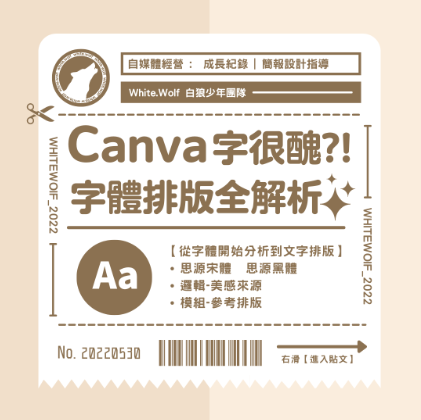 自媒體經營： 成長紀錄｜ 簡報設計指導
White.Wolf 白狼少年團隊
Canva字很醜?!
字體排版全解析
WHITEWOlF_2022
WHITEWOlF_2022
Aa
【從字體開始分析到文字排版】
• 思源宋體 思源黑體
• 邏輯-美感來源
• 模組-參考排版
No. 20220530
右滑【進入貼文】